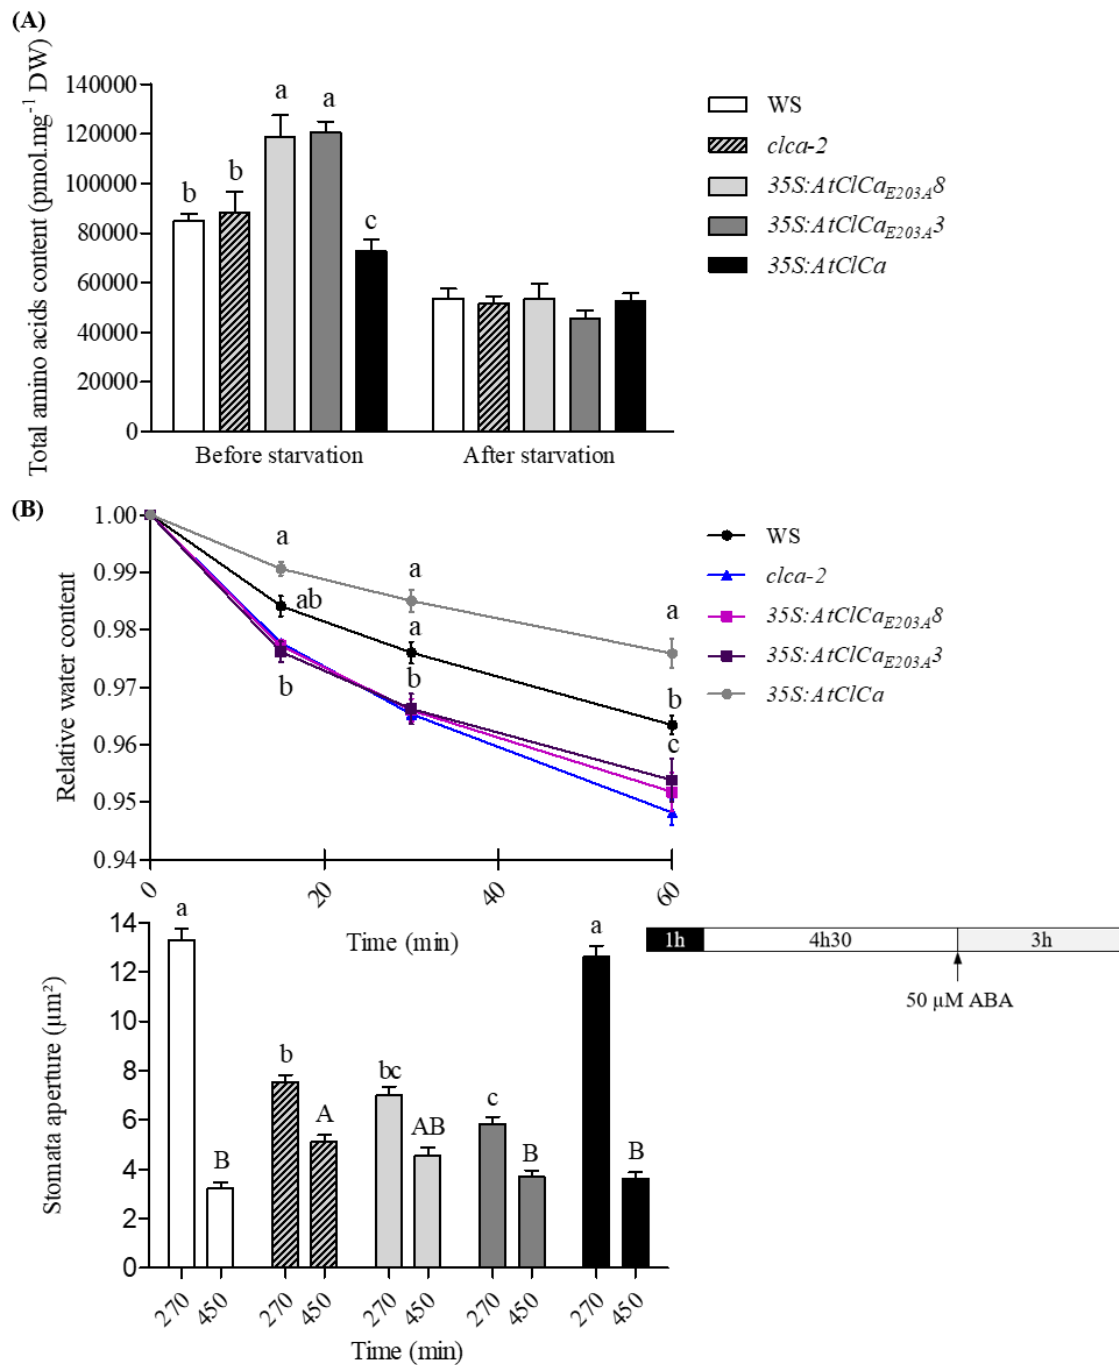 (A)
Total amino acids content (pmol.mg⁻¹ DW)
140000
120000
100000
80000
60000
40000
20000
0
b
b
a
a
c
Before starvation
After starvation
WS
clca-2
35S:AtClCa_E203A8
35S:AtClCa_E203A3
35S:AtClCa
(B)
Relative water content
1.00
0.99
0.98
0.97
0.96
0.95
0.94
a
ab
b
a
a
b
a
b
c
0
20
40
60
Time (min)
WS
clca-2
35S:AtClCa_E203A8
35S:AtClCa_E203A3
35S:AtClCa
1h
4h30
3h
50 µM ABA
Stomata aperture (µm²)
14
12
10
8
6
4
2
0
a
B
b
A
bc
AB
c
B
a
B
270
450
270
450
270
450
270
450
270
450
Time (min)